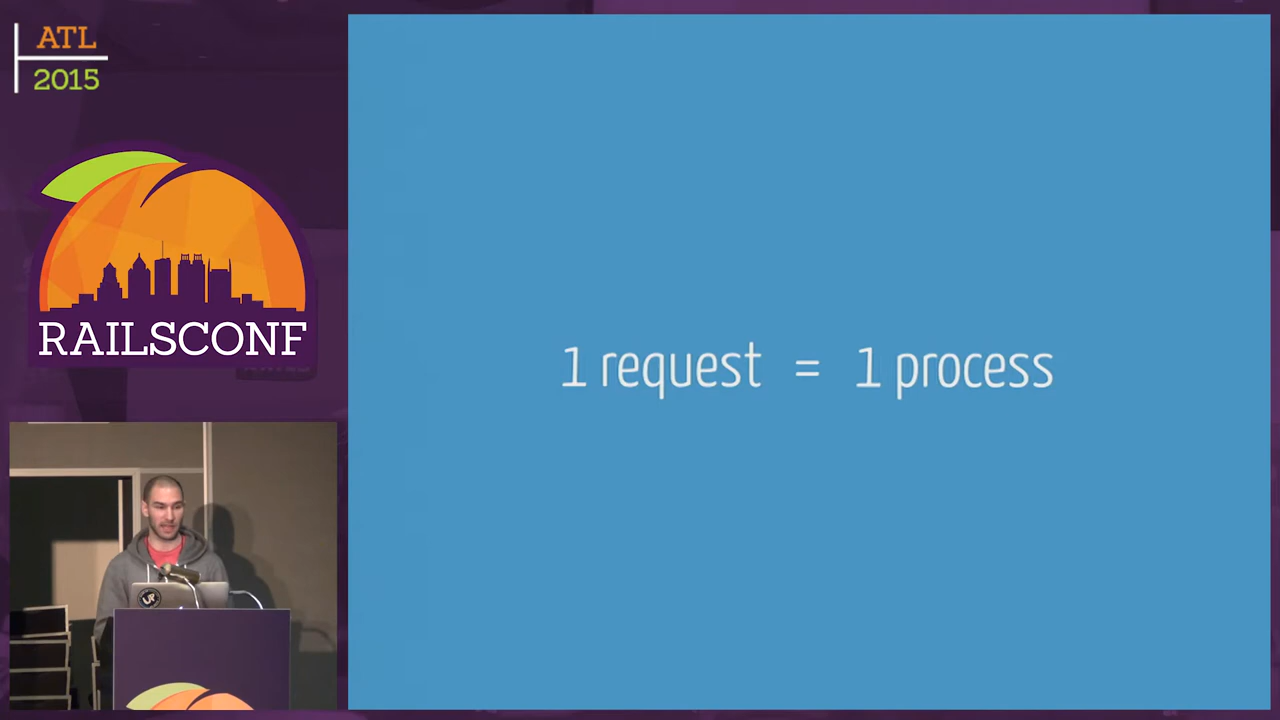 ATL
2015
RAILSCONF
1 request = 1 process